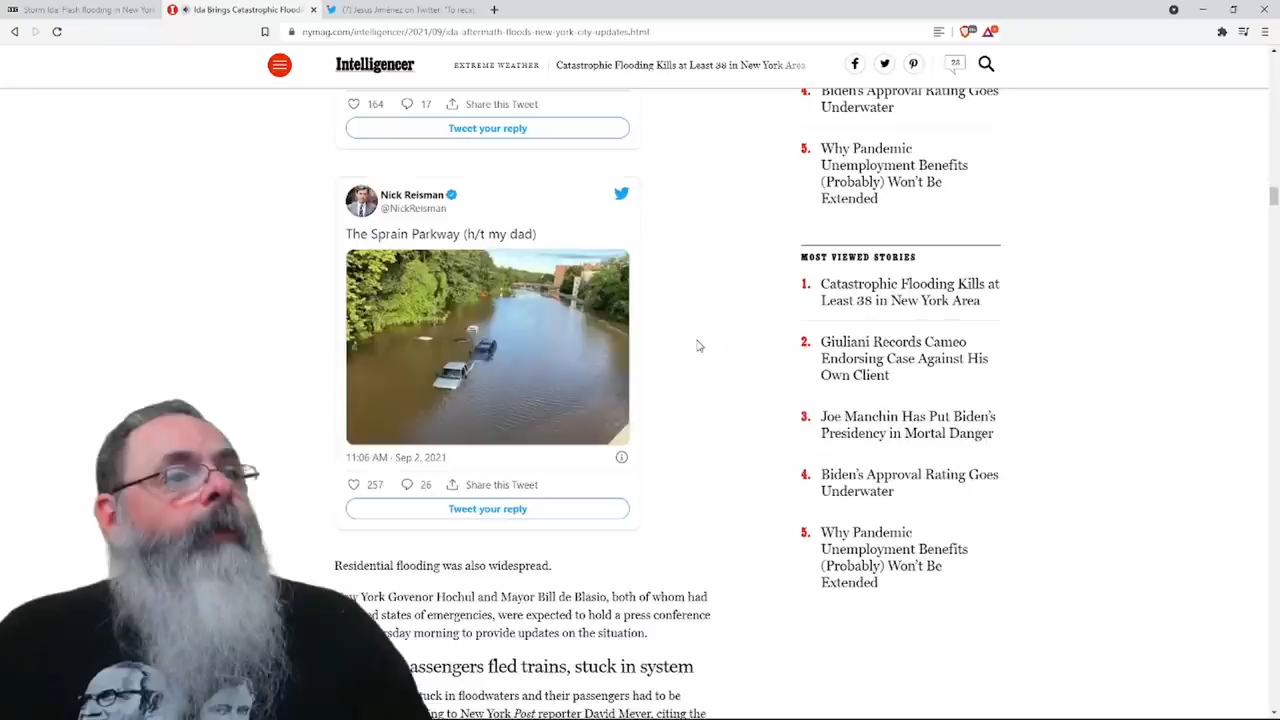 Storm Ida: Flash flooding in New York
Ida Brings Catastrophic Flood
(7) Jesus Jiménez on Twitter: "To rece
nymag.com/intelligencer/2021/09/ida-aftermath-floods-new-york-city-updates.html
Intelligencer
EXTREME WEATHER
Catastrophic Flooding Kills at Least 38 in New York Area
28
164
17
Share this Tweet
Tweet your reply
Nick Reisman
@NickReisman
The Sprain Parkway (h/t my dad)
11:06 AM · Sep 2, 2021
257
26
Share this Tweet
Tweet your reply
Residential flooding was also widespread.
w York Govenor Hochul and Mayor Bill de Blasio, both of whom had
d states of emergencies, were expected to hold a press conference
sday morning to provide updates on the situation.
assengers fled trains, stuck in system
tuck in floodwaters and their passengers had to be
ng to New York Post reporter David Meyer, citing the
4. Biden's Approval Rating Goes
Underwater
5. Why Pandemic
Unemployment Benefits
(Probably) Won't Be
Extended
MOST VIEWED STORIES
1. Catastrophic Flooding Kills at
Least 38 in New York Area
2. Giuliani Records Cameo
Endorsing Case Against His
Own Client
3. Joe Manchin Has Put Biden's
Presidency in Mortal Danger
4. Biden's Approval Rating Goes
Underwater
5. Why Pandemic
Unemployment Benefits
(Probably) Won't Be
Extended